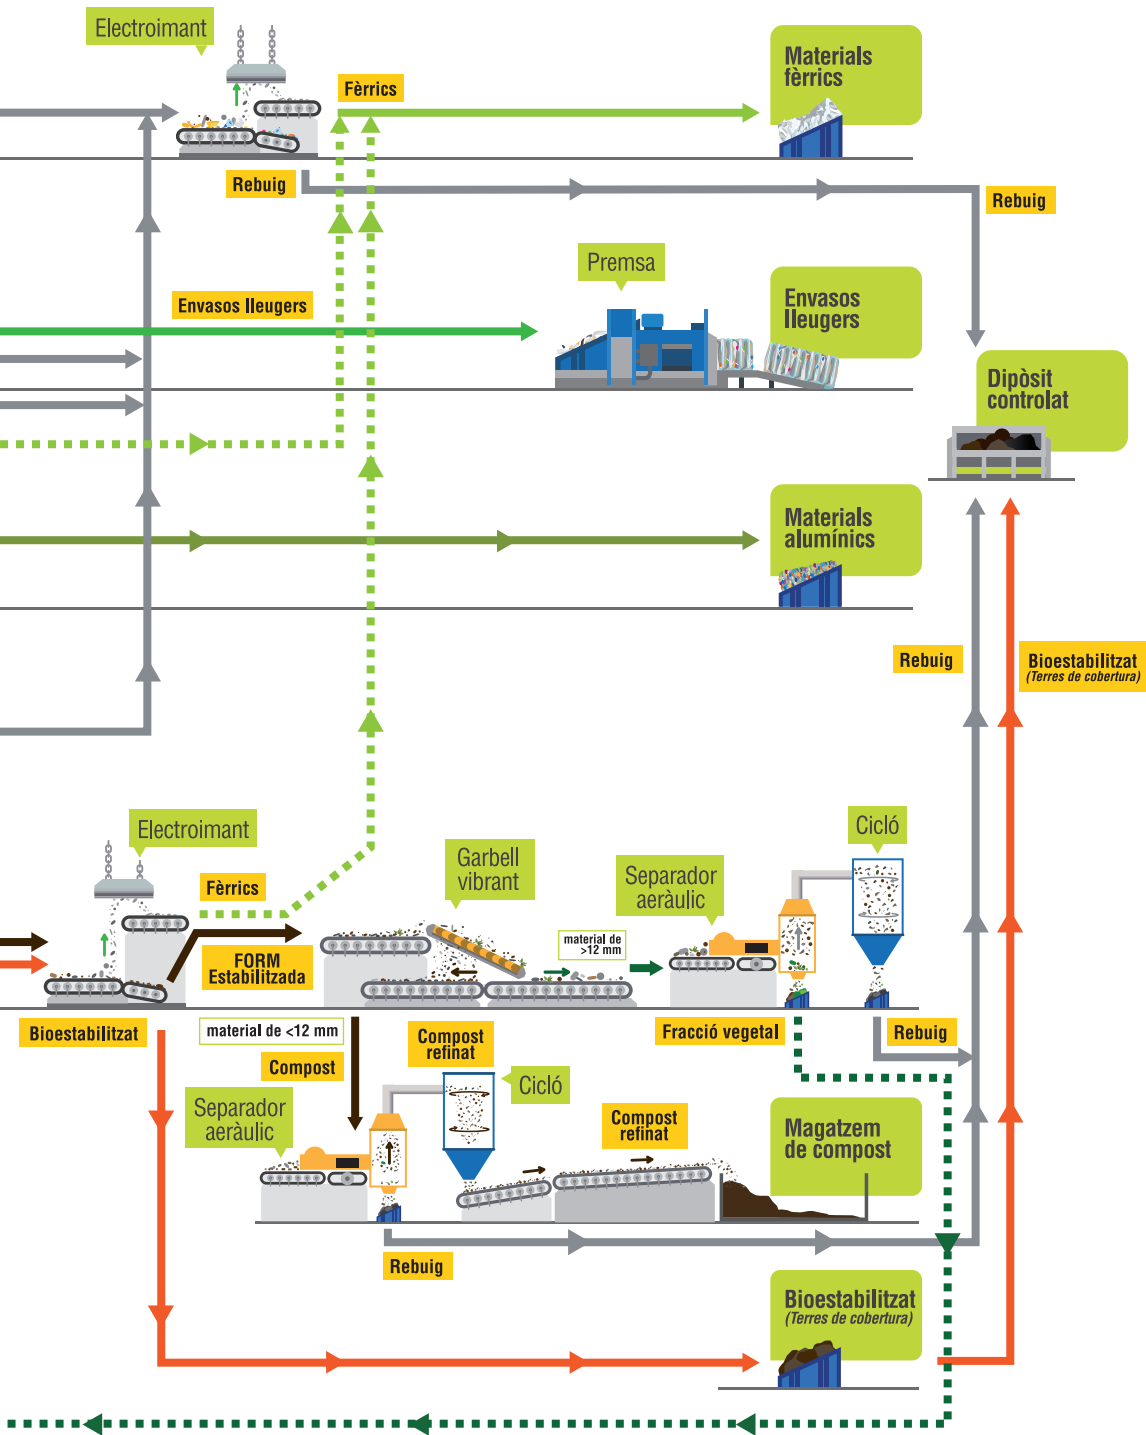 Electroimant
Materials
fèrrics
Fèrrics
Rebuig
Rebuig
Premsa
Envasos lleugers
Envasos
lleugers
Dipòsit
controlat
Materials
alumínics
Rebuig
Bioestabilitzat
(Terres de cobertura)
Electroimant
Cicló
Garbell
vibrant
Separador
aeràulic
Fèrrics
FORM
Estabilitzada
material de
>12 mm
Bioestabilitzat
material de <12 mm
Compost
refinat
Fracció vegetal
Rebuig
Compost
Cicló
Separador
aeràulic
Compost
refinat
Magatzem
de compost
Rebuig
Bioestabilitzat
(Terres de cobertura)